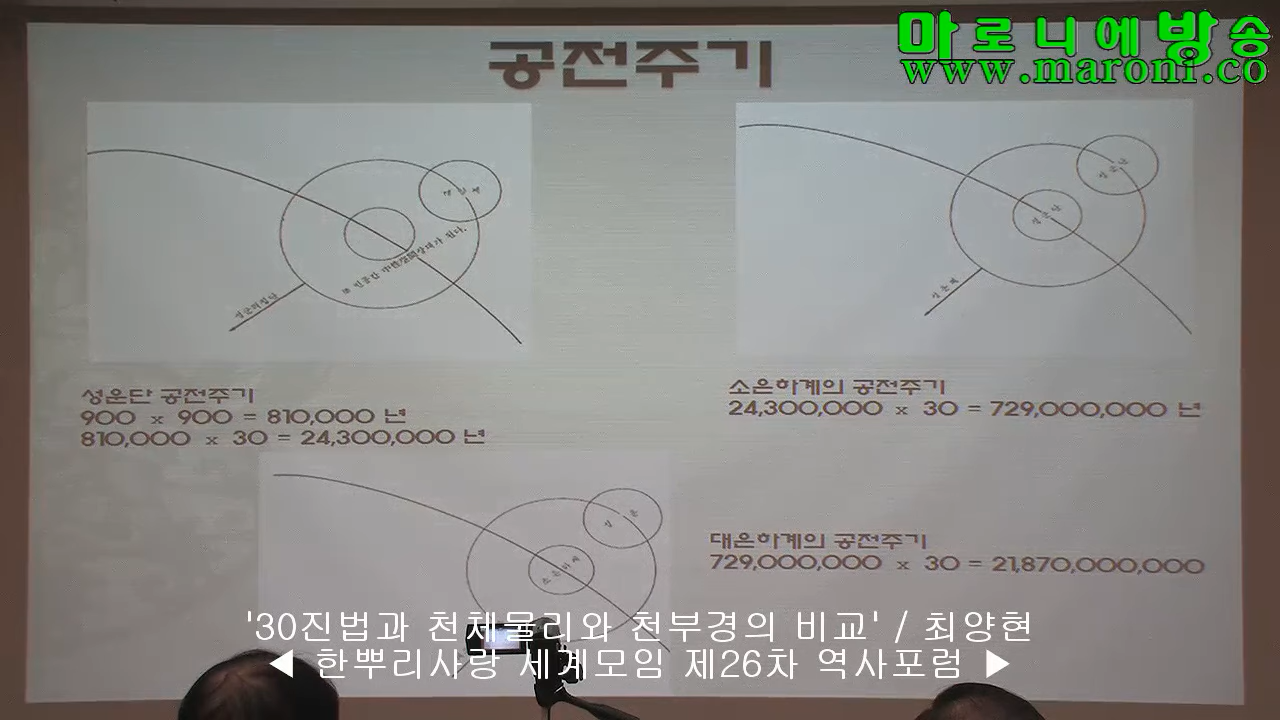 마로니에방송
www.maroni.co
공전주기
성운단 공전주기
900 x 900 = 810,000 년
810,000 x 30 = 24,300,000 년
소은하계의 공전주기
24,300,000 x 30 = 729,000,000 년
대은하계의 공전주기
729,000,000 x 30 = 21,870,000,000
'30진법과 천체물리와 천부경의 비교' / 최양현
◀ 한뿌리사랑 세계모임 제26차 역사포럼 ▶